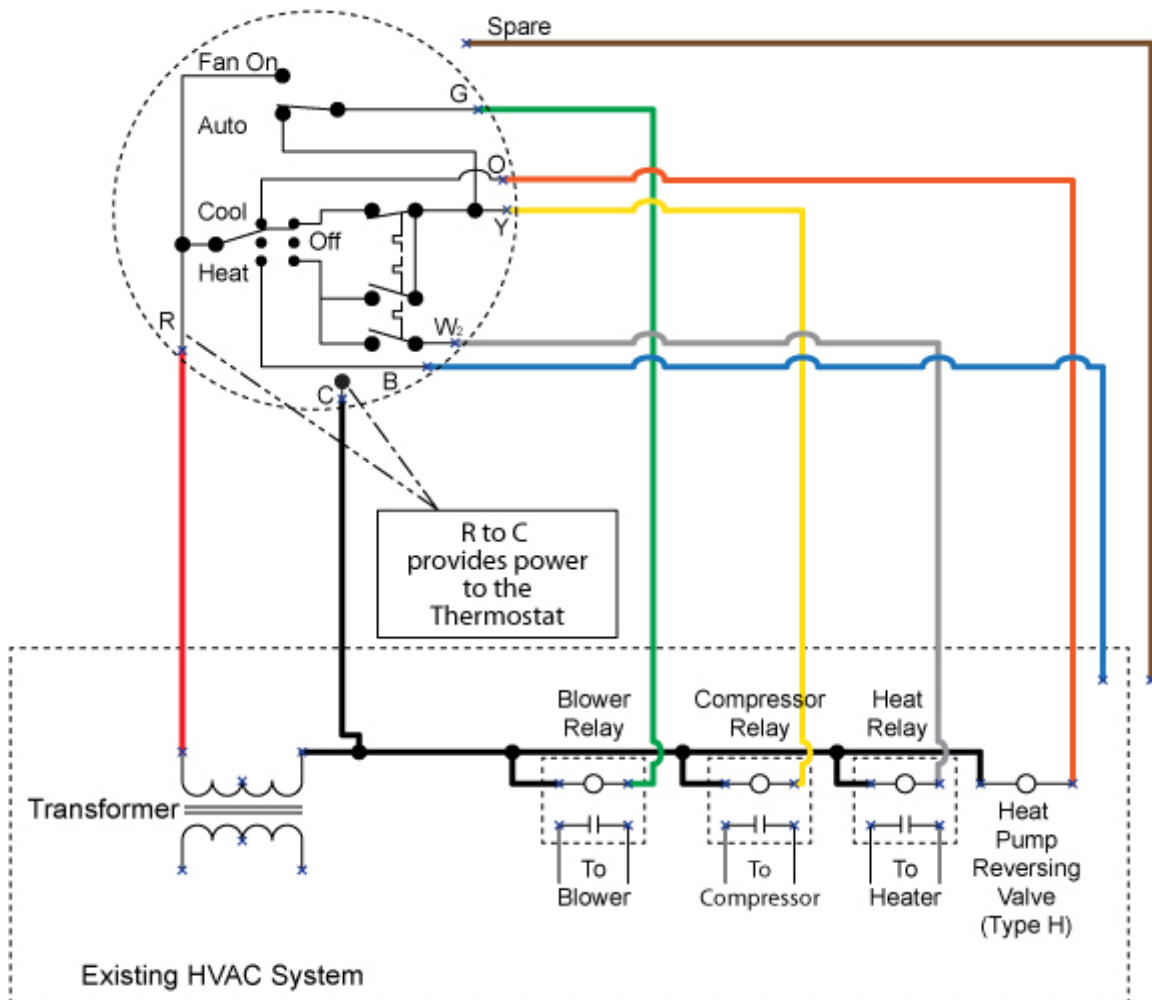 Spare
Fan On
G
Auto
O
Cool
Off
Y
Heat
R
W2
B
C
R to C
provides power
to the
Thermostat
Blower
Relay
Compressor
Relay
Heat
Relay
Transformer
To
Blower
To
Compressor
To
Heater
Heat
Pump
Reversing
Valve
(Type H)
Existing HVAC System